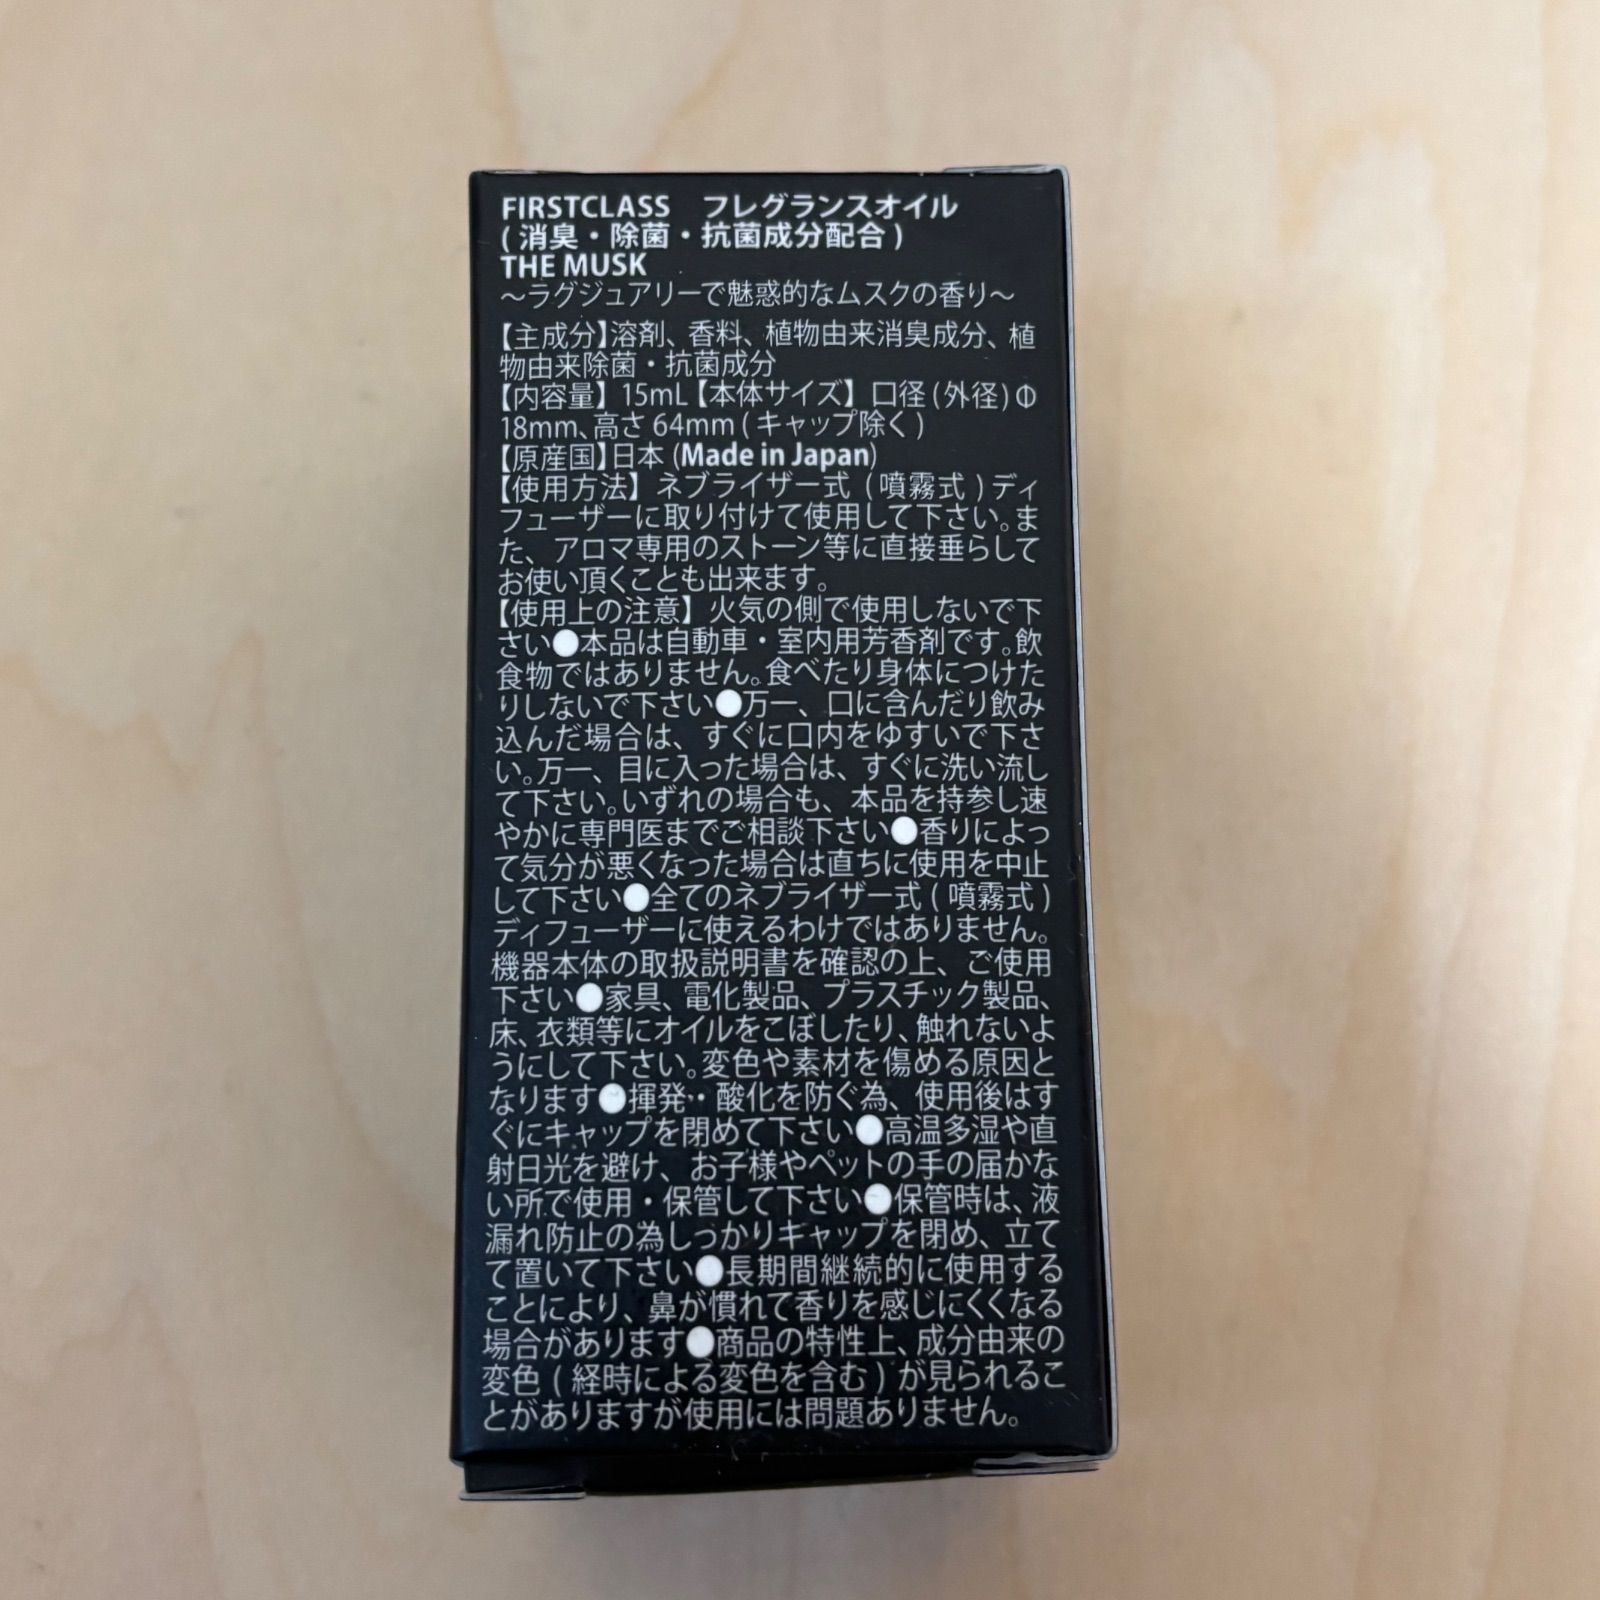 FIRSTCLASS　フレグランスオイル
(消臭・除菌・抗菌成分配合)
THE MUSK
～ラグジュアリーで魅惑的なムスクの香り～
【主成分】溶剤、香料、植物由来消臭成分、植
物由来除菌・抗菌成分
【内容量】15mL【本体サイズ】口径(外径)Φ
18mm、高さ64mm(キャップ除く)
【原産国】日本(Made in Japan)
【使用方法】ネブライザー式(噴霧式)ディ
フューザーに取り付けて使用して下さい。ま
た、アロマ専用のストーン等に直接垂らして
お使い頂くことも出来ます。
【使用上の注意】火気の側で使用しないで下
さい●本品は自動車・室内用芳香剤です。飲
食物ではありません。食べたり身体につけた
りしないで下さい●万一、口に含んだり飲み
込んだ場合は、すぐに口内をゆすいで下さ
い。万一、目に入った場合は、すぐに洗い流し
て下さい。いずれの場合も、本品を持参し速
やかに専門医までご相談下さい●香りによっ
て気分が悪くなった場合は直ちに使用を中止
して下さい●全てのネブライザー式(噴霧式)
ディフューザーに使えるわけではありません。
機器本体の取扱説明書を確認の上、ご使用
下さい●家具、電化製品、プラスチック製品、
床、衣類等にオイルをこぼしたり、触れないよ
うにして下さい。変色や素材を傷める原因と
なります●揮発・酸化を防ぐ為、使用後はす
ぐにキャップを閉めて下さい●高温多湿や直
射日光を避け、お子様やペットの手の届かな
い所で使用・保管して下さい●保管時は、液
漏れ防止の為しっかりキャップを閉め、立て
て置いて下さい●長期間継続的に使用する
ことにより、鼻が慣れて香りを感じにくくなる
場合があります●商品の特性上、成分由来の
変色(経時による変色を含む)が見られるこ
とがありますが使用には問題ありません。